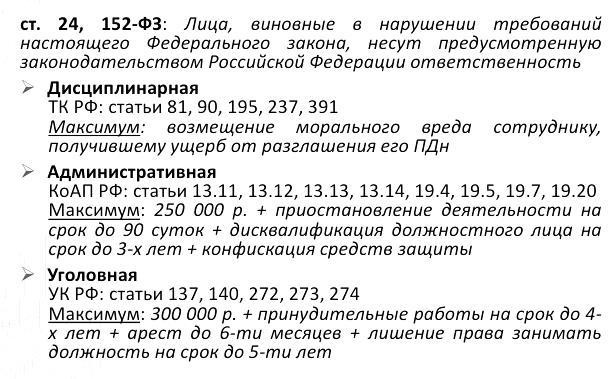 ст. 24, 152-ФЗ: Лица, виновные в нарушении требований
настоящего Федерального закона, несут предусмотренную
законодательством Российской Федерации ответственность
➢ Дисциплинарная
ТК РФ: статьи 81, 90, 195, 237, 391
Максимум: возмещение морального вреда сотруднику,
получившему ущерб от разглашения его ПДн
➢ Административная
КоАП РФ: статьи 13.11, 13.12, 13.13, 13.14, 19.4, 19.5, 19.7, 19.20
Максимум: 250 000 р. + приостановление деятельности на
срок до 90 суток + дисквалификация должностного лица на
срок до 3-х лет + конфискация средств защиты
➢ Уголовная
УК РФ: статьи 137, 140, 272, 273, 274
Максимум: 300 000 р. + принудительные работы на срок до 4-
х лет + арест до 6-ти месяцев + лишение права занимать
должность на срок до 5-ти лет